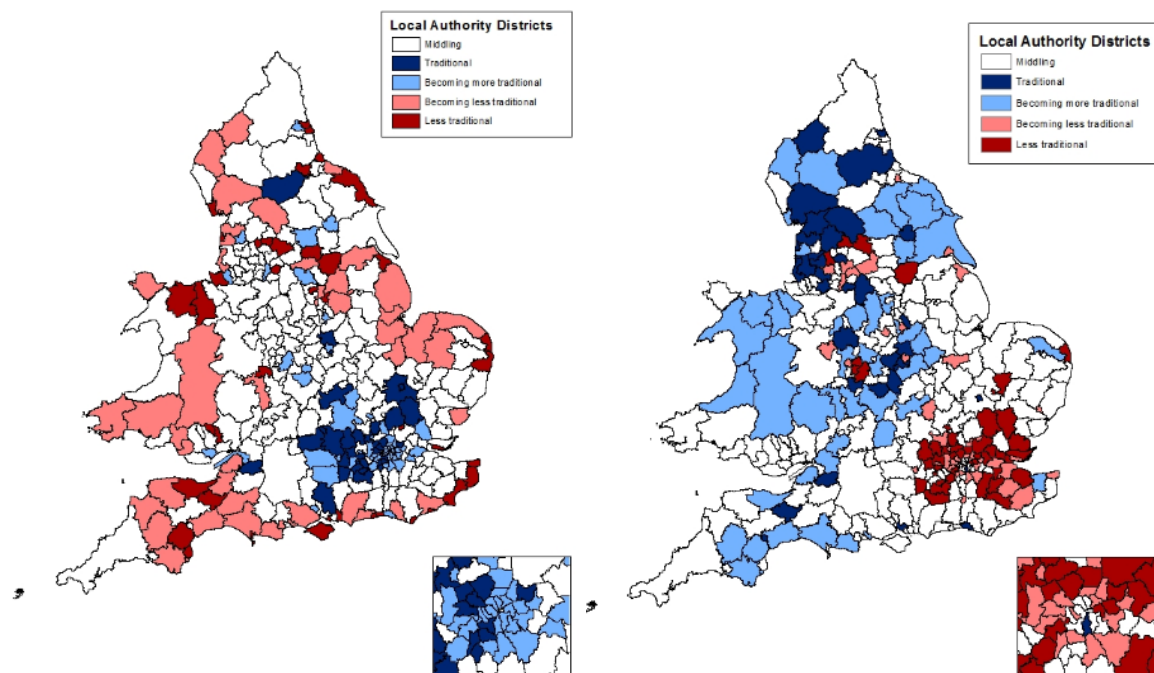 Local Authority Districts
Middling
Traditional
Becoming more traditional
Becoming less traditional
Less traditional
Local Authority Districts
Middling
Traditional
Becoming more traditional
Becoming less traditional
Less traditional